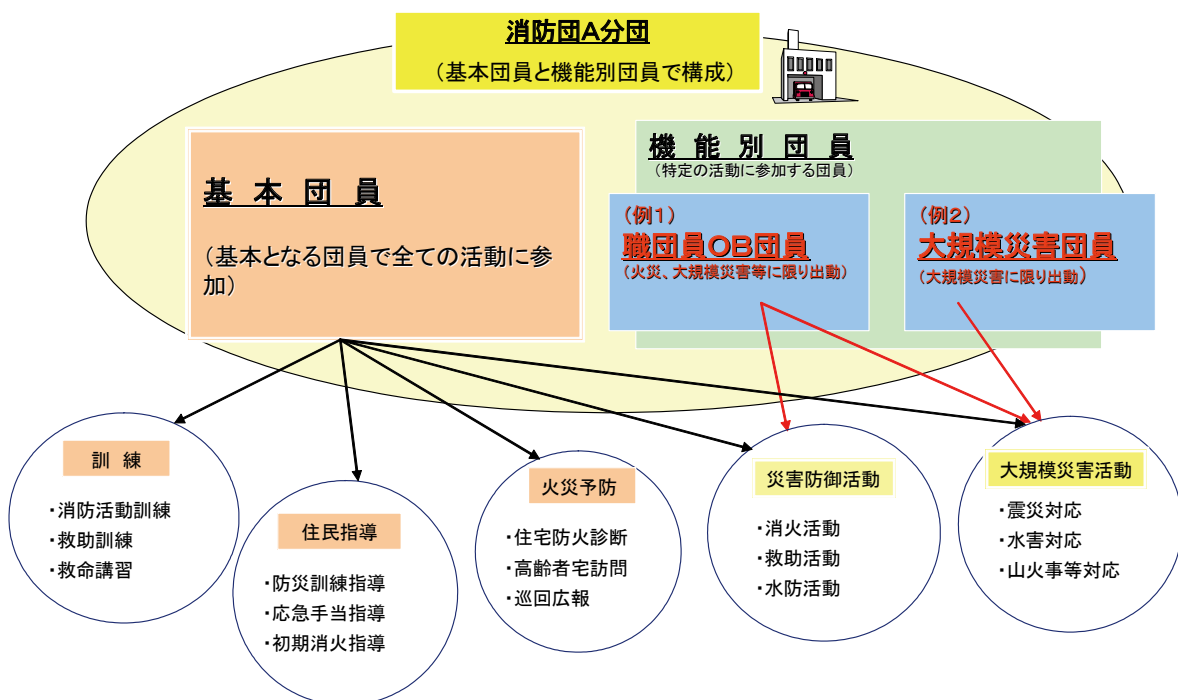 消防団A分団
（基本団員と機能別団員で構成）
基本団員
（基本となる団員で全ての活動に参
加）
機能別団員
（特定の活動に参加する団員）
（例１）
職団員OB団員
（火災、大規模災害等に限り出動）
（例２）
大規模災害団員
（大規模災害に限り出動）
訓練
・消防活動訓練
・救助訓練
・救命講習
住民指導
・防災訓練指導
・応急手当指導
・初期消火指導
火災予防
・住宅防火診断
・高齢者宅訪問
・巡回広報
災害防御活動
・消火活動
・救助活動
・水防活動
大規模災害活動
・震災対応
・水害対応
・山火事等対応